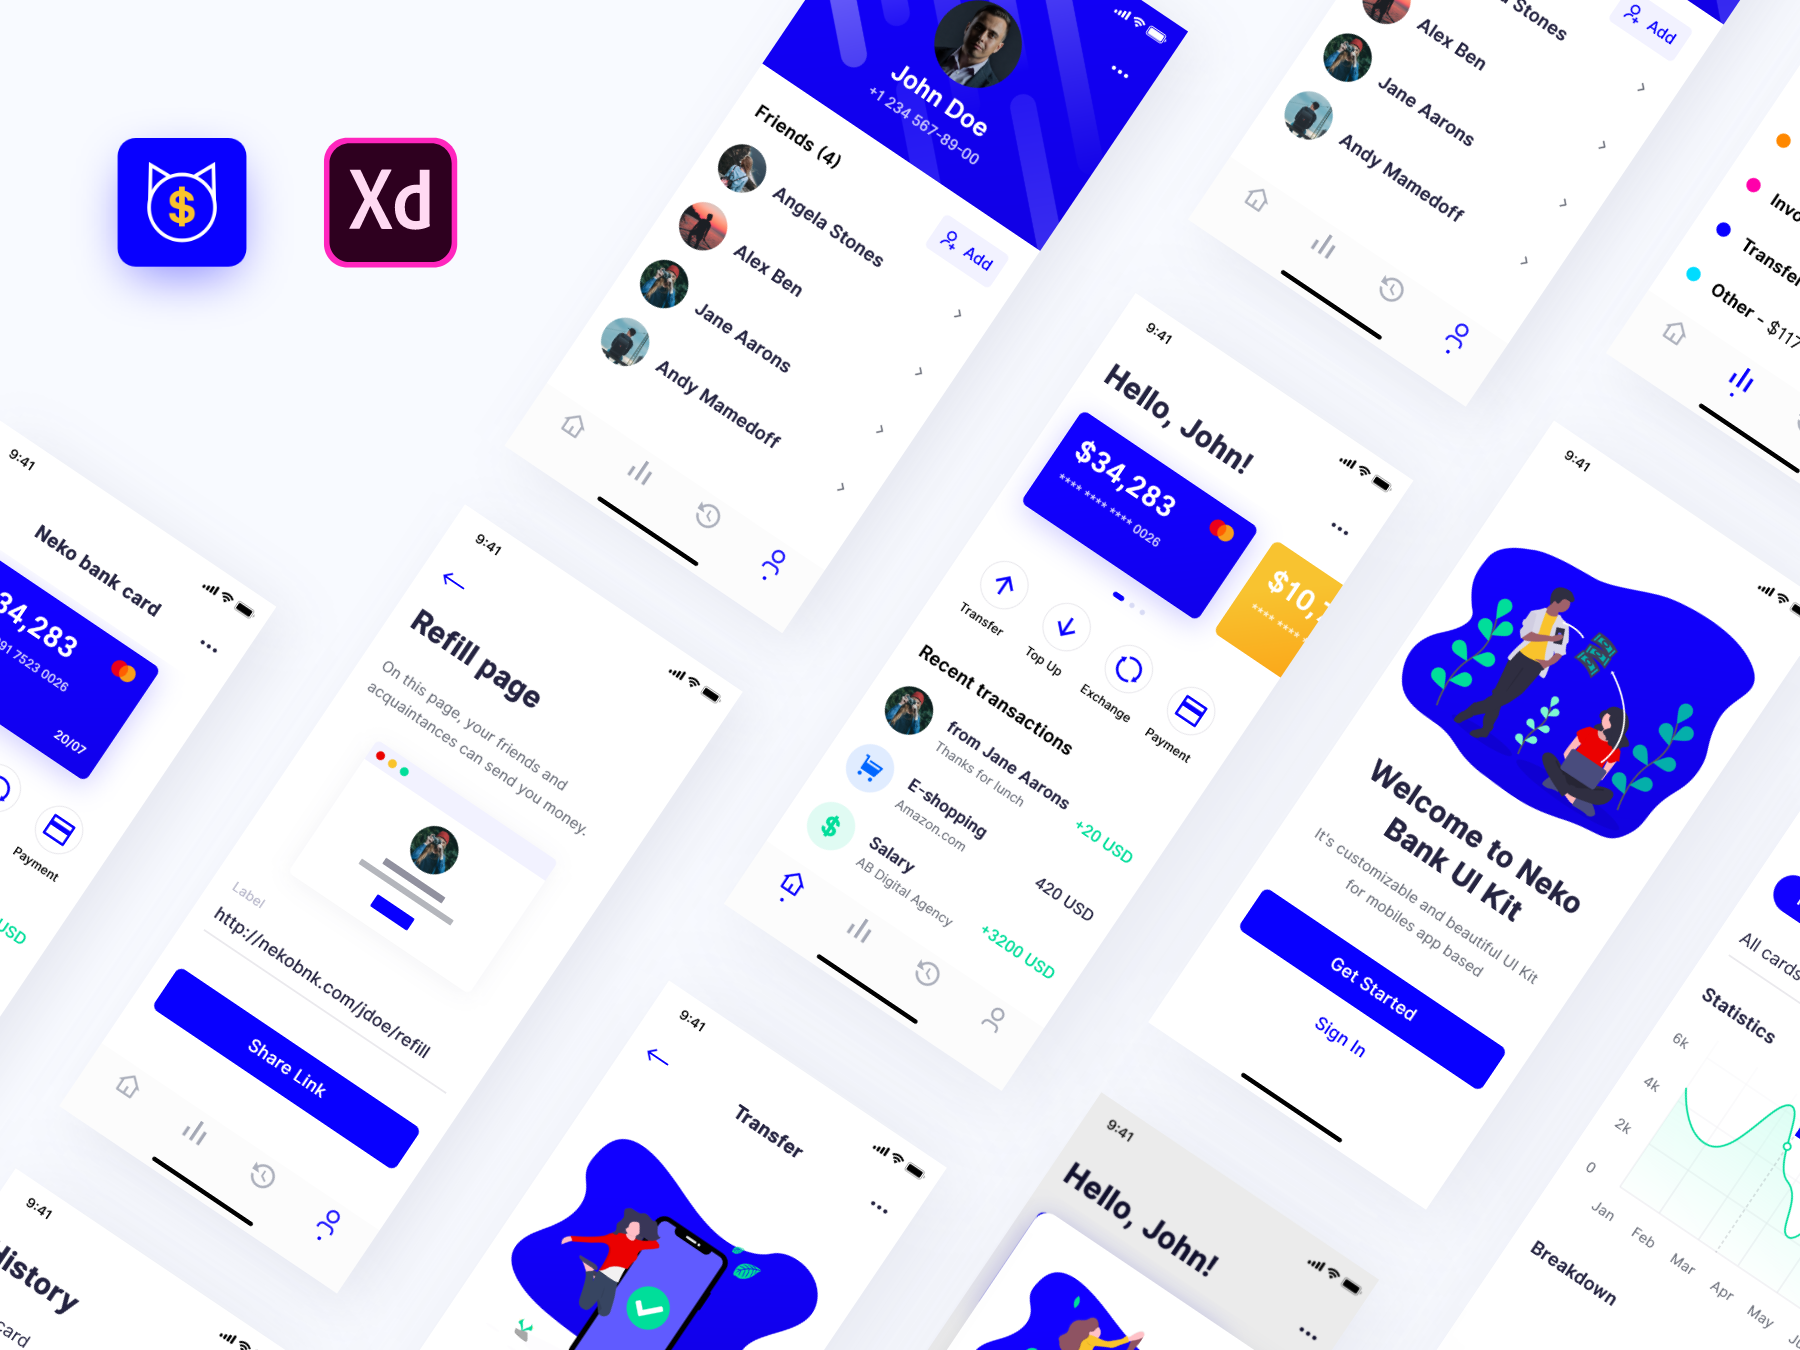 $
Xd
John Doe
+1 234 567-89-00
Friends (4)
Add
Angela Stones
Alex Ben
Jane Aarons
Andy Mamedoff
Stones
Add
Alex Ben
Jane Aarons
Andy Mamedoff
Invo
Transfer
Other - $117
9:41
Neko bank card
34,283
91 7523 0026
20/07
Payment
USD
9:41
Refill page
On this page, your friends and
acquaintances can send you money.
Label
http://nekobnk.com/jdoe/refill
Share Link
9:41
Hello, John!
$34,283
**** **** **** 0026
$10,
**** ****
Transfer
Top Up
Exchange
Payment
Recent transactions
from Jane Aarons
Thanks for lunch
+20 USD
E-shopping
Amazon.com
420 USD
Salary
AB Digital Agency
+3200 USD
9:41
Welcome to Neko
Bank UI Kit
It's customizable and beautiful UI Kit
for mobiles app based
Get Started
Sign In
All cards
Statistics
6k
4k
2k
0
Jan
Feb
Mar
Apr
May
Breakdown
9:41
Transfer
9:41
Hello, John!
9:41
History
card